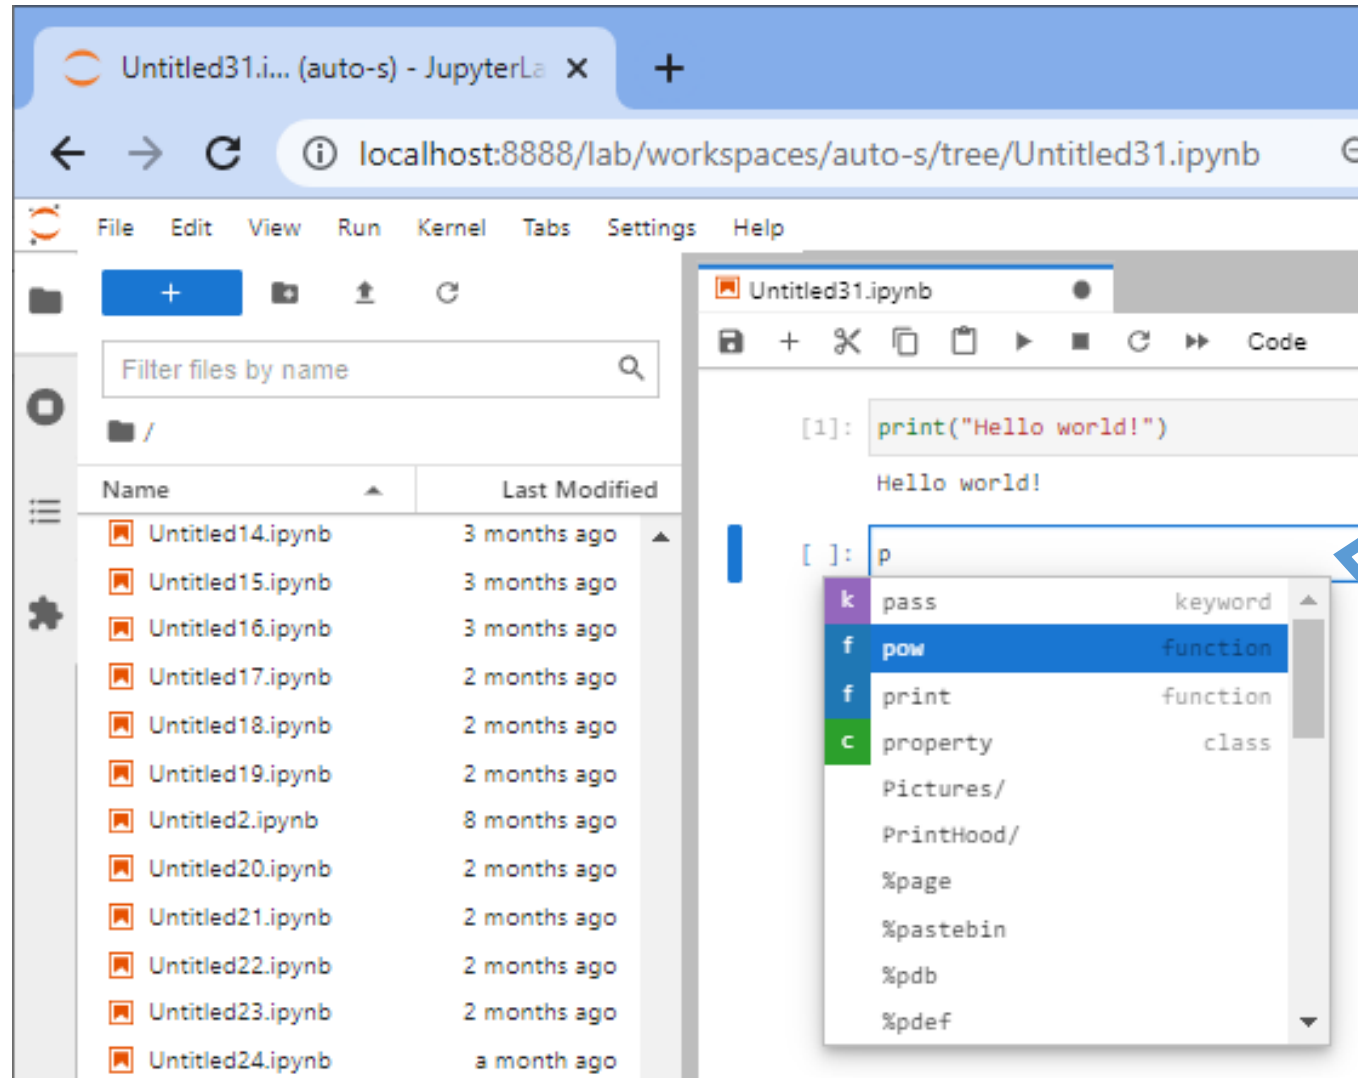 Untitled31.i... (auto-s) - JupyterLa
localhost:8888/lab/workspaces/auto-s/tree/Untitled31.ipynb
File Edit View Run Kernel Tabs Settings Help
+
Filter files by name
/
Name Last Modified
Untitled14.ipynb 3 months ago
Untitled15.ipynb 3 months ago
Untitled16.ipynb 3 months ago
Untitled17.ipynb 2 months ago
Untitled18.ipynb 2 months ago
Untitled19.ipynb 2 months ago
Untitled2.ipynb 8 months ago
Untitled20.ipynb 2 months ago
Untitled21.ipynb 2 months ago
Untitled22.ipynb 2 months ago
Untitled23.ipynb 2 months ago
Untitled24.ipynb a month ago
Untitled31.ipynb
Code
[1]: print("Hello world!")
Hello world!
[ ]: p
k pass keyword
f pow function
f print function
c property class
Pictures/
PrintHood/
%page
%pastebin
%pdb
%pdef